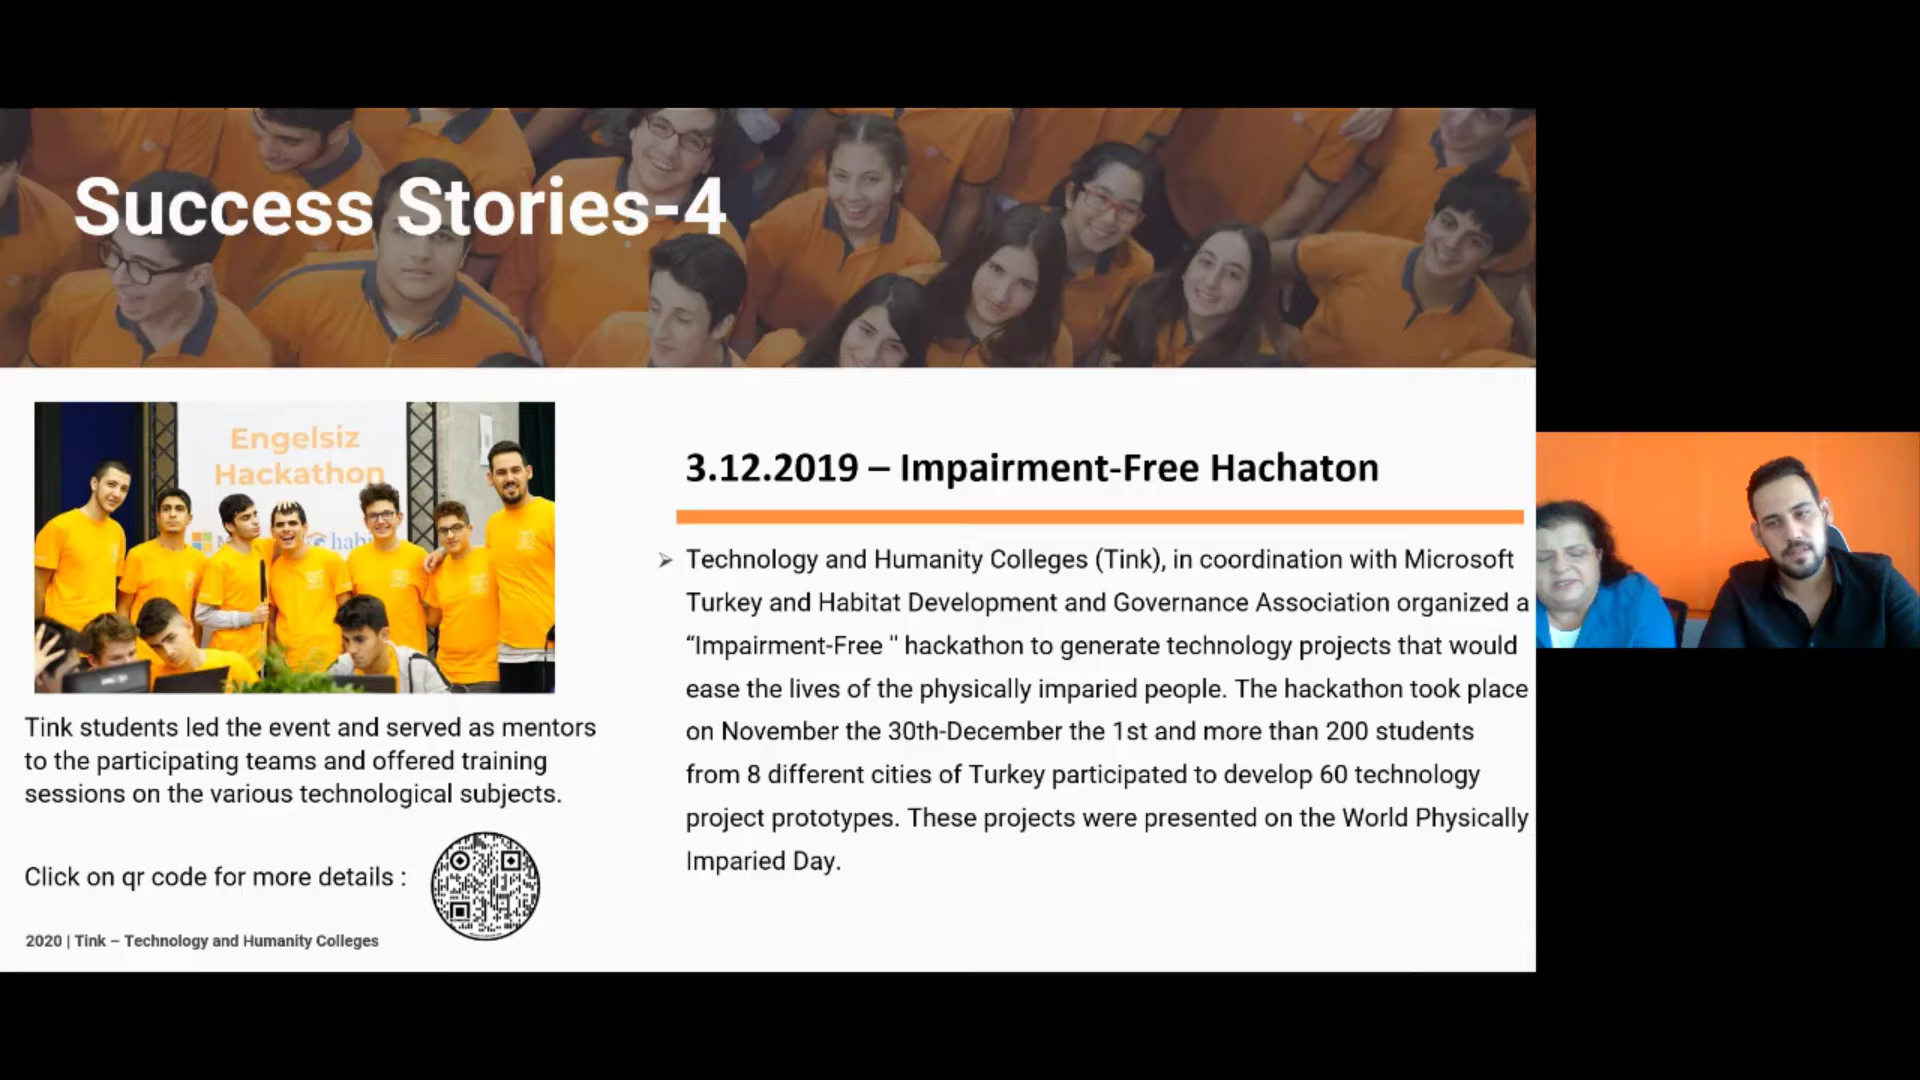 Success Stories-4
Engelsiz
Hackathon
habi
3.12.2019 – Impairment-Free Hachaton
➢ Technology and Humanity Colleges (Tink), in coordination with Microsoft
Turkey and Habitat Development and Governance Association organized a
“Impairment-Free " hackathon to generate technology projects that would
ease the lives of the physically imparied people. The hackathon took place
on November the 30th-December the 1st and more than 200 students
from 8 different cities of Turkey participated to develop 60 technology
project prototypes. These projects were presented on the World Physically
Imparied Day.
Tink students led the event and served as mentors
to the participating teams and offered training
sessions on the various technological subjects.
Click on qr code for more details :
2020 | Tink – Technology and Humanity Colleges